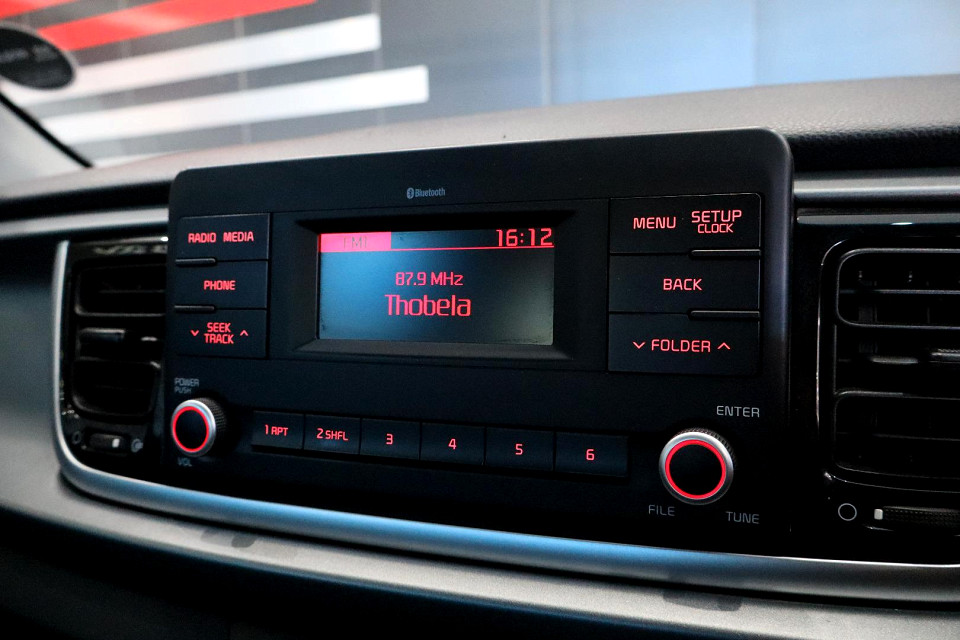 Bluetooth
RADIO MEDIA
PHONE
SEEK
TRACK
FM1
16:12
87.9 MHz
Thobela
MENU
SETUP
CLOCK
BACK
FOLDER
POWER
PUSH
VOL
1 RPT
2 SHFL
3
4
5
6
ENTER
FILE
TUNE